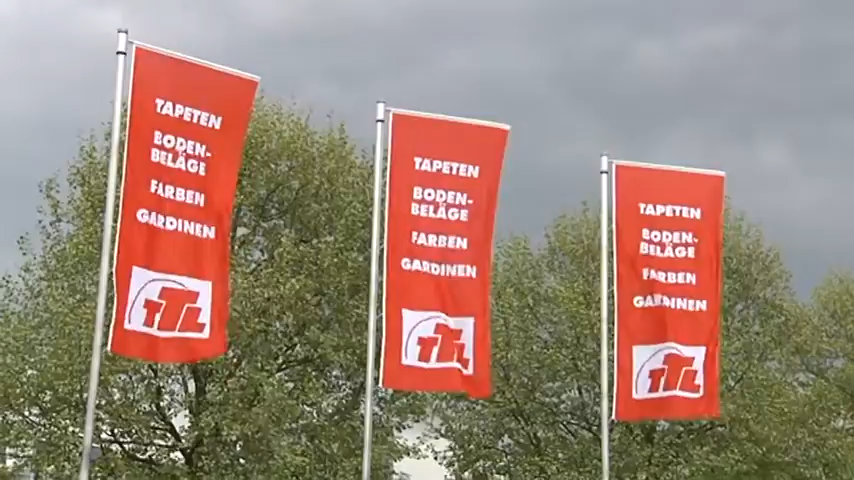 TAPETEN
BODEN-
BELÄGE
FARBEN
GARDINEN
TTL
TAPETEN
BODEN-
BELÄGE
FARBEN
GARDINEN
TTL
TAPETEN
BODEN-
BELÄGE
FARBEN
GARDINEN
TTL